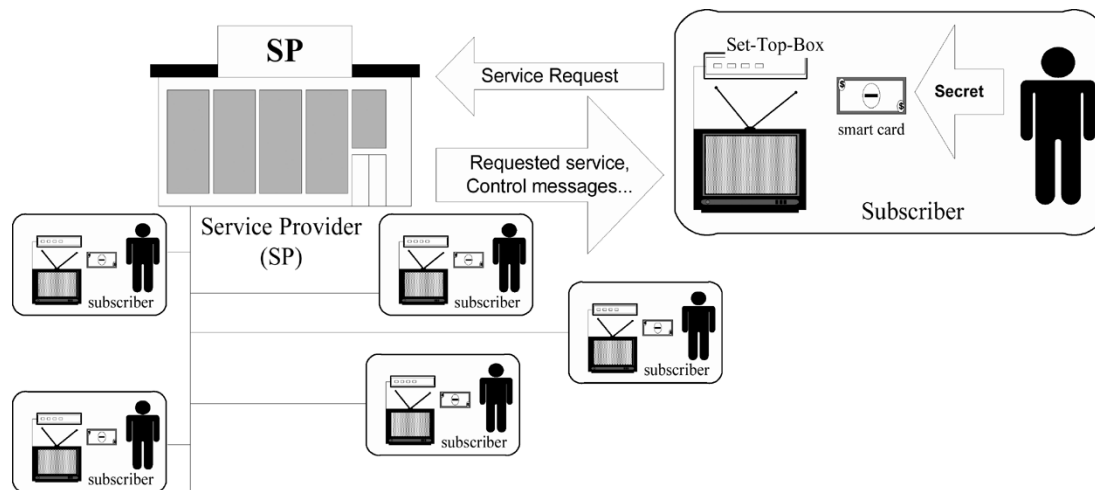 SP
Service Request
Set-Top-Box
Secret
smart card
Subscriber
Requested service,
Control messages...
Service Provider
(SP)
subscriber
subscriber
subscriber
subscriber
subscriber